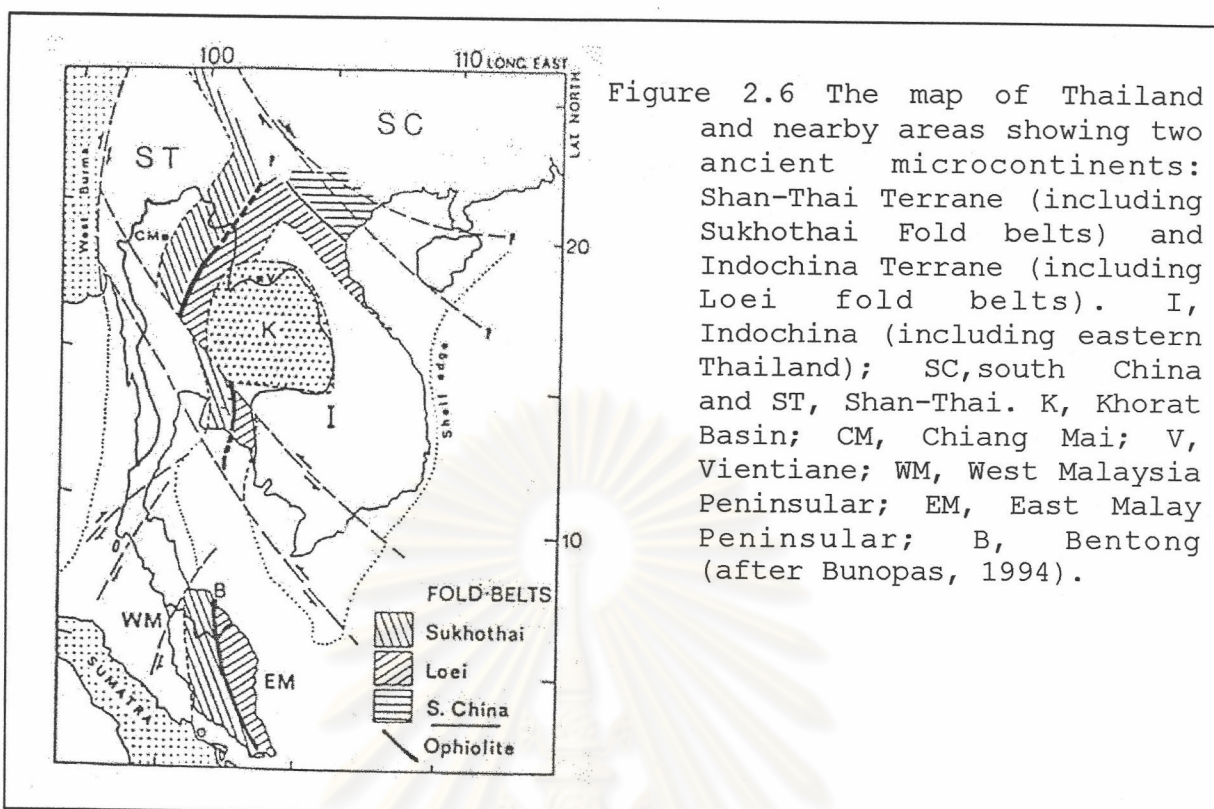 100
110 LONG EAST
LAT NORTH
SC
ST
West Burma
?
CM
20
V
?
K
?
I
Shelf edge
10
B
WM
EM
SUMATRA
FOLD-BELTS
Sukhothai
Loei
S. China
Ophiolite
Figure 2.6 The map of Thailand
and nearby areas showing two
ancient microcontinents:
Shan-Thai Terrane (including
Sukhothai Fold belts) and
Indochina Terrane (including
Loei fold belts). I,
Indochina (including eastern
Thailand); SC,south China
and ST, Shan-Thai. K, Khorat
Basin; CM, Chiang Mai; V,
Vientiane; WM, West Malaysia
Peninsular; EM, East Malay
Peninsular; B, Bentong
(after Bunopas, 1994).